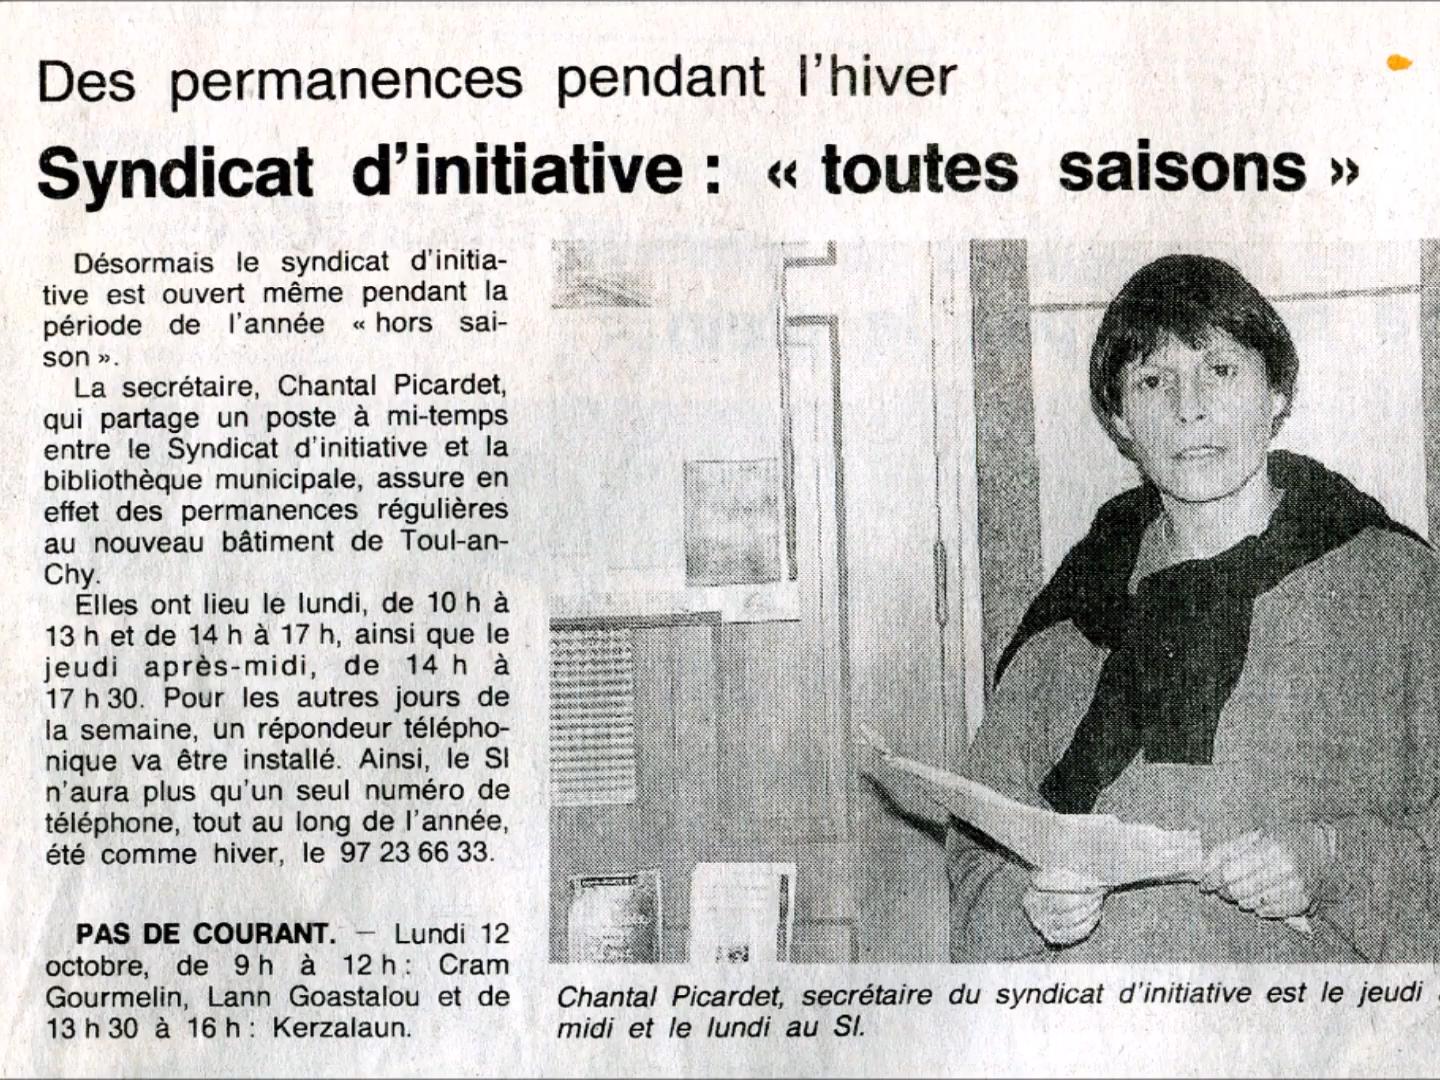 Des permanences pendant l'hiver
Syndicat d'initiative : « toutes saisons »
Désormais le syndicat d'initia-
tive est ouvert même pendant la
période de l'année « hors sai-
son ».
La secrétaire, Chantal Picardet,
qui partage un poste à mi-temps
entre le Syndicat d'initiative et la
bibliothèque municipale, assure en
effet des permanences régulières
au nouveau bâtiment de Toul-an-
Chy.
Elles ont lieu le lundi, de 10 h à
13 h et de 14 h à 17 h, ainsi que le
jeudi après-midi, de 14 h à
17 h 30. Pour les autres jours de
la semaine, un répondeur télépho-
nique va être installé. Ainsi, le SI
n'aura plus qu'un seul numéro de
téléphone, tout au long de l'année,
été comme hiver, le 97 23 66 33.
PAS DE COURANT. — Lundi 12
octobre, de 9 h à 12 h : Cram
Gourmelin, Lann Goastalou et de
13 h 30 à 16 h : Kerzalaun.
Chantal Picardet, secrétaire du syndicat d'initiative est le jeudi
midi et le lundi au SI.